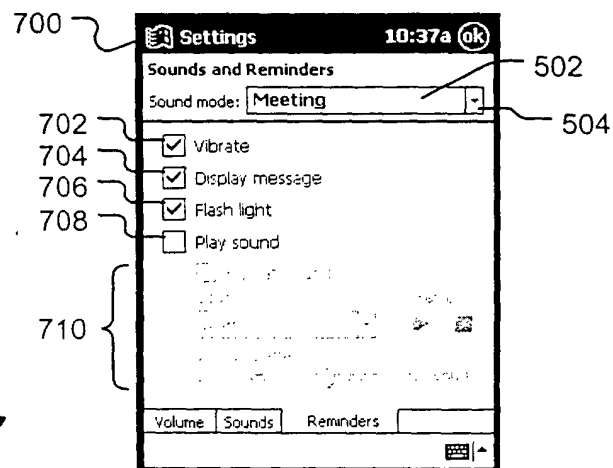 700
Settings 10:37a ok
Sounds and Reminders
502
Sound mode: Meeting
504
702
Vibrate
704
Display message
706
Flash light
708
Play sound
710
Volume Sounds Reminders